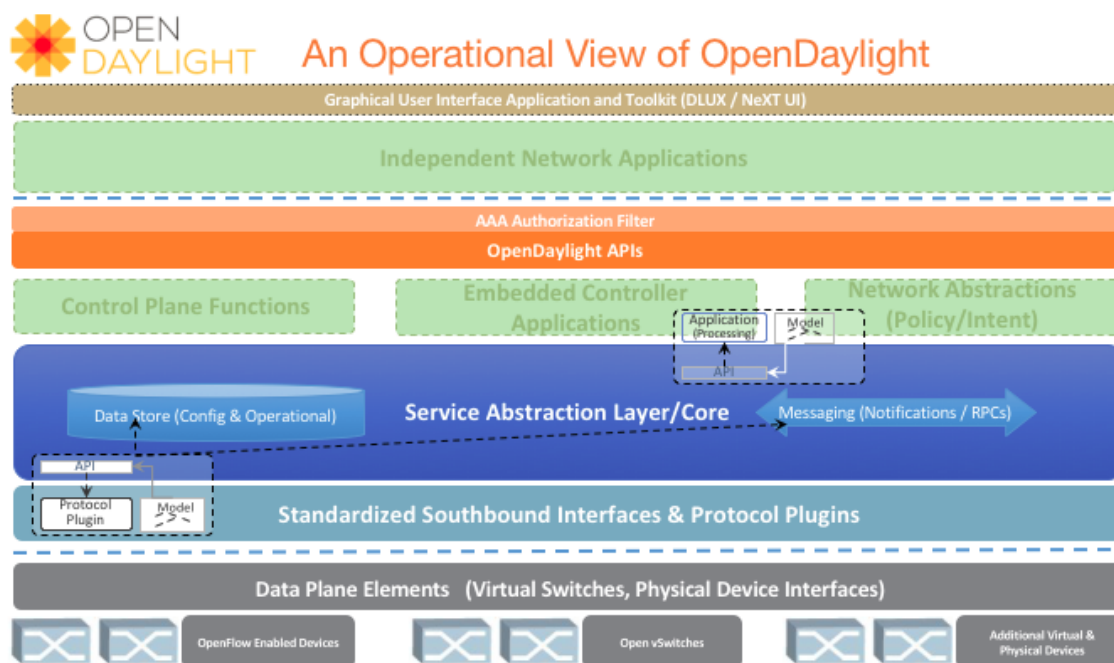 OPEN
DAYLIGHT
An Operational View of OpenDaylight
Graphical User Interface Application and Toolkit (DLUX / NeXT UI)
Independent Network Applications
AAA Authorization Filter
OpenDaylight APIs
Control Plane Functions
Embedded Controller
Applications
Network Abstractions
(Policy/Intent)
Application
(Processing)
Model
API
Data Store (Config & Operational)
Service Abstraction Layer/Core
Messaging (Notifications / RPCs)
API
Protocol
Plugin
Model
Standardized Southbound Interfaces & Protocol Plugins
Data Plane Elements (Virtual Switches, Physical Device Interfaces)
OpenFlow Enabled Devices
Open vSwitches
Additional Virtual &
Physical Devices